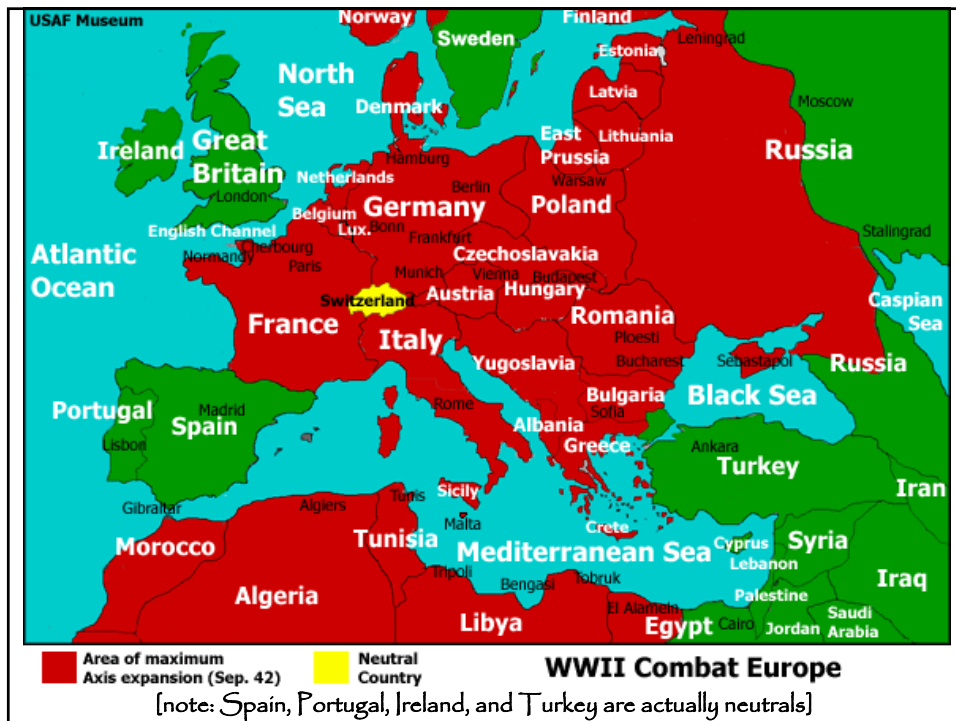 USAF Museum
Norway
Finland
Sweden
Leningrad
Estonia
North
Sea
Latvia
Denmark
Moscow
Ireland
Great
Britain
East
Prussia
Lithuania
Russia
Hamburg
Netherlands
Berlin
Warsaw
London
Belgium
Germany
Poland
English Channel
Lux.
Bonn
Frankfurt
Stalingrad
Atlantic
Ocean
Normandy
Cherbourg
Paris
Czechoslavakia
Munich
Vienna
Budapest
Switzerland
Austria
Hungary
Caspian
Sea
France
Italy
Romania
Ploesti
Yugoslavia
Bucharest
Sebastapol
Russia
Portugal
Madrid
Spain
Rome
Bulgaria
Sofia
Black Sea
Lisbon
Albania
Greece
Ankara
Turkey
Iran
Gibraltar
Algiers
Tunis
Sicily
Malta
Crete
Cyprus
Syria
Morocco
Tunisia
Mediterranean Sea
Lebanon
Tripoli
Bengasi
Tobruk
Iraq
Algeria
Palestine
Libya
El Alamein
Egypt
Cairo
Jordan
Saudi
Arabia
Area of maximum
Axis expansion (Sep. 42)
Neutral
Country
WWII Combat Europe
[note: Spain, Portugal, Ireland, and Turkey are actually neutrals]